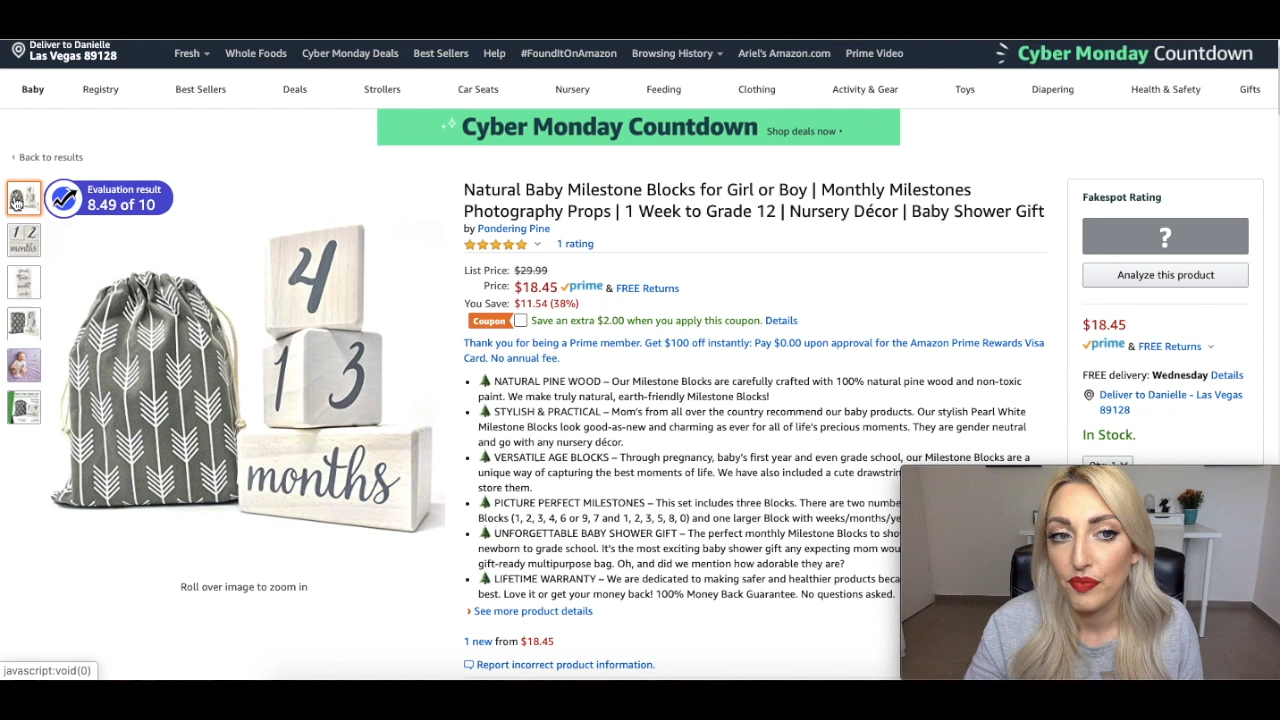 Deliver to Danielle
Las Vegas 89128
Fresh
Whole Foods
Cyber Monday Deals
Best Sellers
Help
#FoundItOnAmazon
Browsing History
Ariel's Amazon.com
Prime Video
Cyber Monday Countdown
Baby
Registry
Best Sellers
Deals
Strollers
Car Seats
Nursery
Feeding
Clothing
Activity & Gear
Toys
Diapering
Health & Safety
Gifts
Cyber Monday Countdown Shop deals now ›
‹ Back to results
Evaluation result
8.49 of 10
1 2
months
4
1 3
months
Roll over image to zoom in
Natural Baby Milestone Blocks for Girl or Boy | Monthly Milestones
Photography Props | 1 Week to Grade 12 | Nursery Décor | Baby Shower Gift
by Pondering Pine
1 rating
List Price: $29.99
Price: $18.45 prime & FREE Returns
You Save: $11.54 (38%)
Coupon Save an extra $2.00 when you apply this coupon. Details
Thank you for being a Prime member. Get $100 off instantly: Pay $0.00 upon approval for the Amazon Prime Rewards Visa
Card. No annual fee.
• 🌲 NATURAL PINE WOOD – Our Milestone Blocks are carefully crafted with 100% natural pine wood and non-toxic
paint. We make truly natural, earth-friendly Milestone Blocks!
• 🌲 STYLISH & PRACTICAL – Mom's from all over the country recommend our baby products. Our stylish Pearl White
Milestone Blocks look good-as-new and charming as ever for all of life's precious moments. They are gender neutral
and go with any nursery décor.
• 🌲 VERSATILE AGE BLOCKS – Through pregnancy, baby's first year and even grade school, our Milestone Blocks are a
unique way of capturing the best moments of life. We have also included a cute
store them.
• 🌲 PICTURE PERFECT MILESTONES – This set includes three Blocks. There are two
Blocks (1, 2, 3, 4, 6 or 9, 7 and 1, 2, 3, 5, 8, 0) and one larger Block with
• 🌲 UNFORGETTABLE BABY SHOWER GIFT – The perfect monthly Milestone Blocks to
newborn to grade school. It's the most exciting baby shower gift any expecting mom
gift-ready multipurpose bag. Oh, and did we mention how adorable they are?
• 🌲 LIFETIME WARRANTY – We are dedicated to making safer and healthier products
best. Love it or get your money back! 100% Money Back Guarantee. No questions asked.
› See more product details
1 new from $18.45
Report incorrect product information.
Fakespot Rating
?
Analyze this product
$18.45
prime & FREE Returns
FREE delivery: Wednesday Details
Deliver to Danielle - Las Vegas
89128
In Stock.
javascript:void(0)